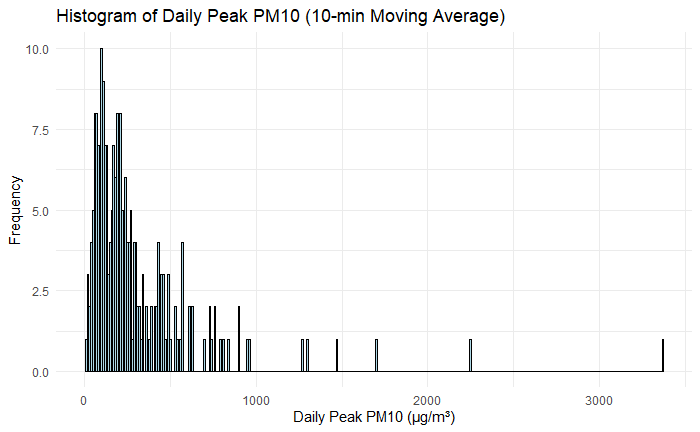 Histogram of Daily Peak PM10 (10-min Moving Average)
10.0
7.5
5.0
2.5
0.0
Frequency
0 1000 2000 3000
Daily Peak PM10 (µg/m³)